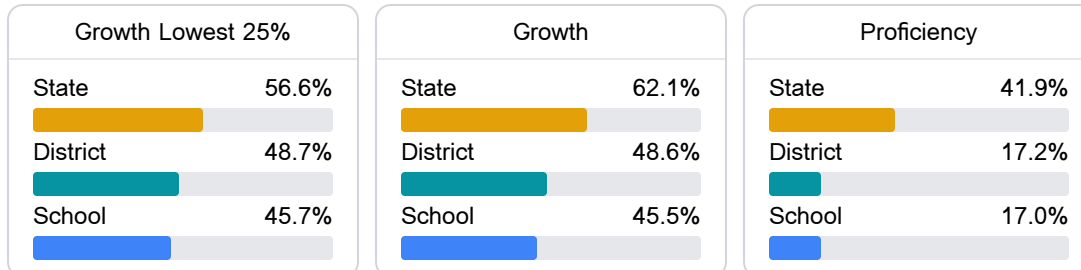 Growth Lowest 25%
State 56.6%
District 48.7%
School 45.7%
Growth
State 62.1%
District 48.6%
School 45.5%
Proficiency
State 41.9%
District 17.2%
School 17.0%